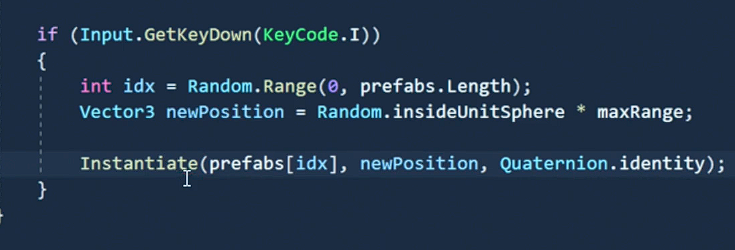 if (Input.GetKeyDown(KeyCode.I))
{
int idx = Random.Range(0, prefabs.Length);
Vector3 newPosition = Random.insideUnitSphere * maxRange;
Instantiate(prefabs[idx], newPosition, Quaternion.identity);
}
}